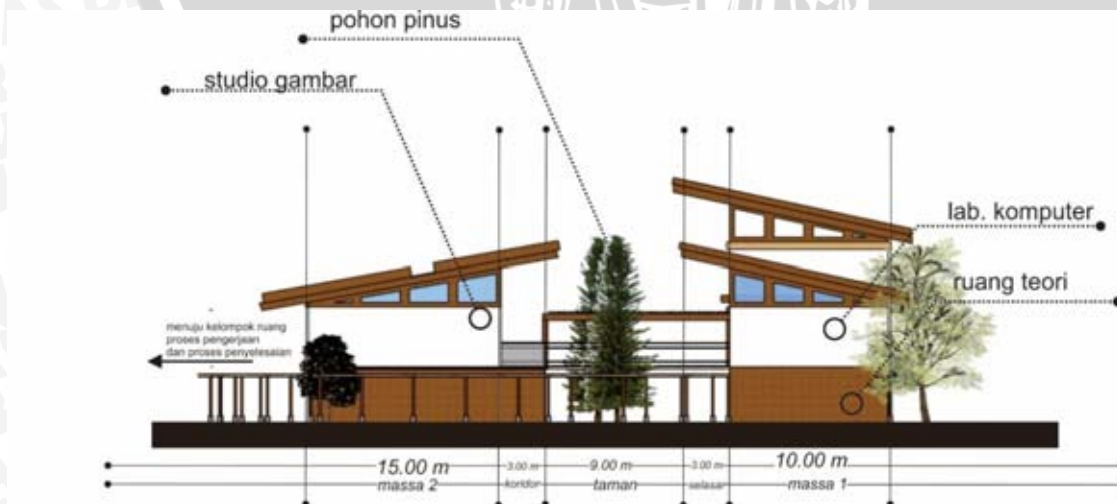 pohon pinus
studio gambar
lab. komputer
ruang teori
menuju kelompok ruang
proses pengerjaan
dan proses penyelesaian
15.00 m 3.00 m 9.00 m 3.00 m 10.00 m
massa 2 koridor taman selasar massa 1